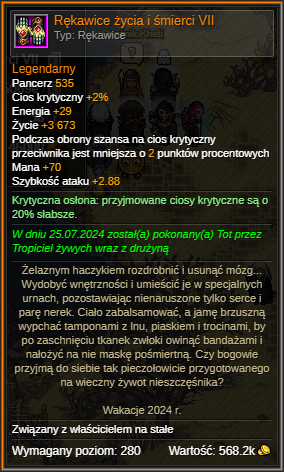 Rękawice życia i śmierci VII
Typ: Rękawice
Legendarny
Pancerz 535
Cios krytyczny +2%
Energia +29
Życie +3 673
Podczas obrony szansa na cios krytyczny
przeciwnika jest mniejsza o 2 punktów procentowych
Mana +70
Szybkość ataku +2.88
Krytyczna osłona: przyjmowane ciosy krytyczne są o
20% słabsze.
W dniu 25.07.2024 został(a) pokonany(a) Tot przez
Tropiciel żywych wraz z drużyną
Żelaznym haczykiem rozdrobnić i usunąć mózg...
Wydobyć wnętrzności i umieścić je w specjalnych
urnach, pozostawiając nienaruszone tylko serce i
parę nerek. Ciało zabalsamować, a jamę brzuszną
wypchać tamponami z lnu, piaskiem i trocinami, by
po zaschnięciu tkanek zwłoki owinąć bandażami i
nałożyć na nie maskę pośmiertną. Czy bogowie
przyjmą do siebie tak pieczołowicie przygotowanego
na wieczny żywot nieszczęśnika?
Wakacje 2024 r.
Związany z właścicielem na stałe
Wymagany poziom: 280 Wartość: 568.2k